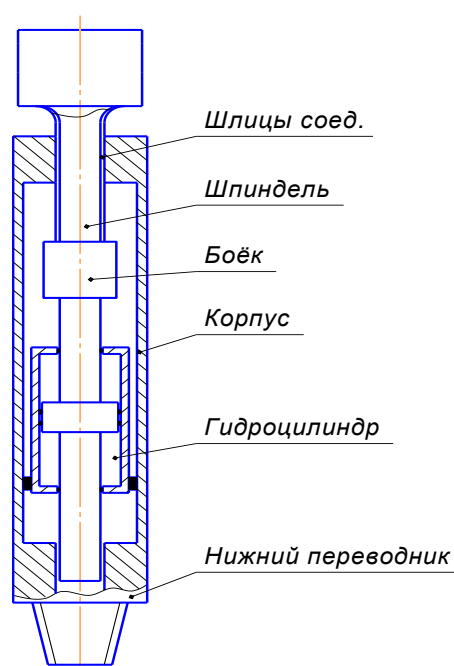 Шлицы соед.
Шпиндель
Боёк
Корпус
Гидроцилиндр
Нижний переводник